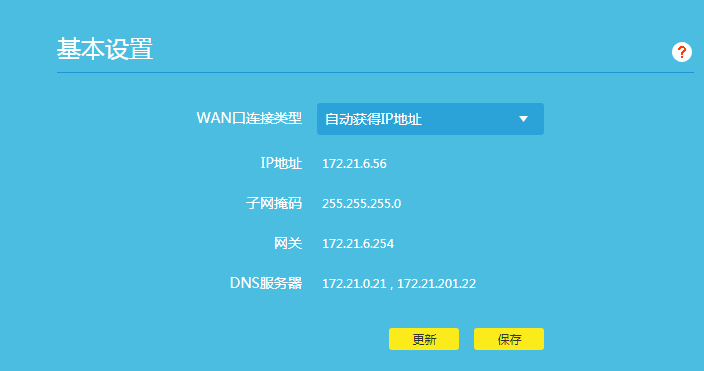 基本设置
?
WAN口连接类型 自动获得IP地址
IP地址 172.21.6.56
子网掩码 255.255.255.0
网关 172.21.6.254
DNS服务器 172.21.0.21 , 172.21.201.22
更新 保存